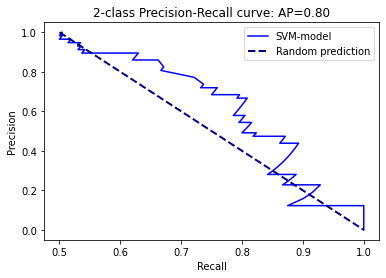 2-class Precision-Recall curve: AP=0.80
SVM-model
Random prediction
Precision
1.0
0.8
0.6
0.4
0.2
0.0
0.5 0.6 0.7 0.8 0.9 1.0
Recall